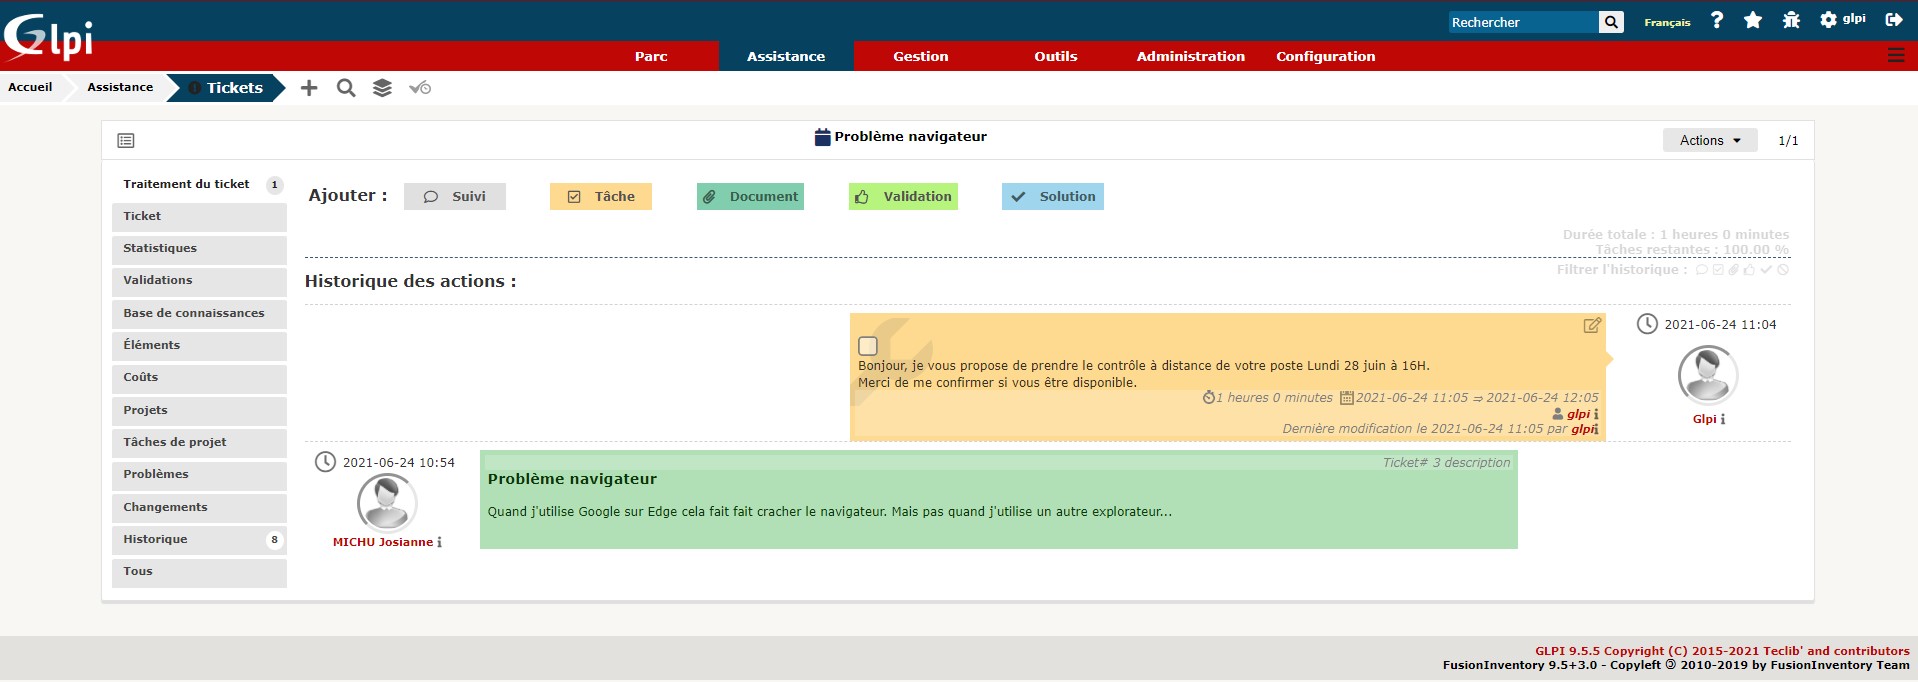 Glpi
Rechercher
Français
glpi
Parc
Assistance
Gestion
Outils
Administration
Configuration
Accueil
Assistance
Tickets
Problème navigateur
Actions
1/1
Traitement du ticket 1
Ticket
Statistiques
Validations
Base de connaissances
Éléments
Coûts
Projets
Tâches de projet
Problèmes
Changements
Historique 8
Tous
Ajouter :
Suivi
Tâche
Document
Validation
Solution
Durée totale : 1 heures 0 minutes
Tâches restantes : 100.00 %
Filtrer l'historique :
Historique des actions :
Bonjour, je vous propose de prendre le contrôle à distance de votre poste Lundi 28 juin à 16H.
Merci de me confirmer si vous être disponible.
1 heures 0 minutes 2021-06-24 11:05 ⇒ 2021-06-24 12:05
glpi
Dernière modification le 2021-06-24 11:05 par glpi
2021-06-24 11:04
Glpi
2021-06-24 10:54
MICHU Josianne
Ticket# 3 description
Problème navigateur
Quand j'utilise Google sur Edge cela fait fait cracher le navigateur. Mais pas quand j'utilise un autre explorateur...
GLPI 9.5.5 Copyright (C) 2015-2021 Teclib' and contributors
FusionInventory 9.5+3.0 - Copyleft 🄯 2010-2019 by FusionInventory Team